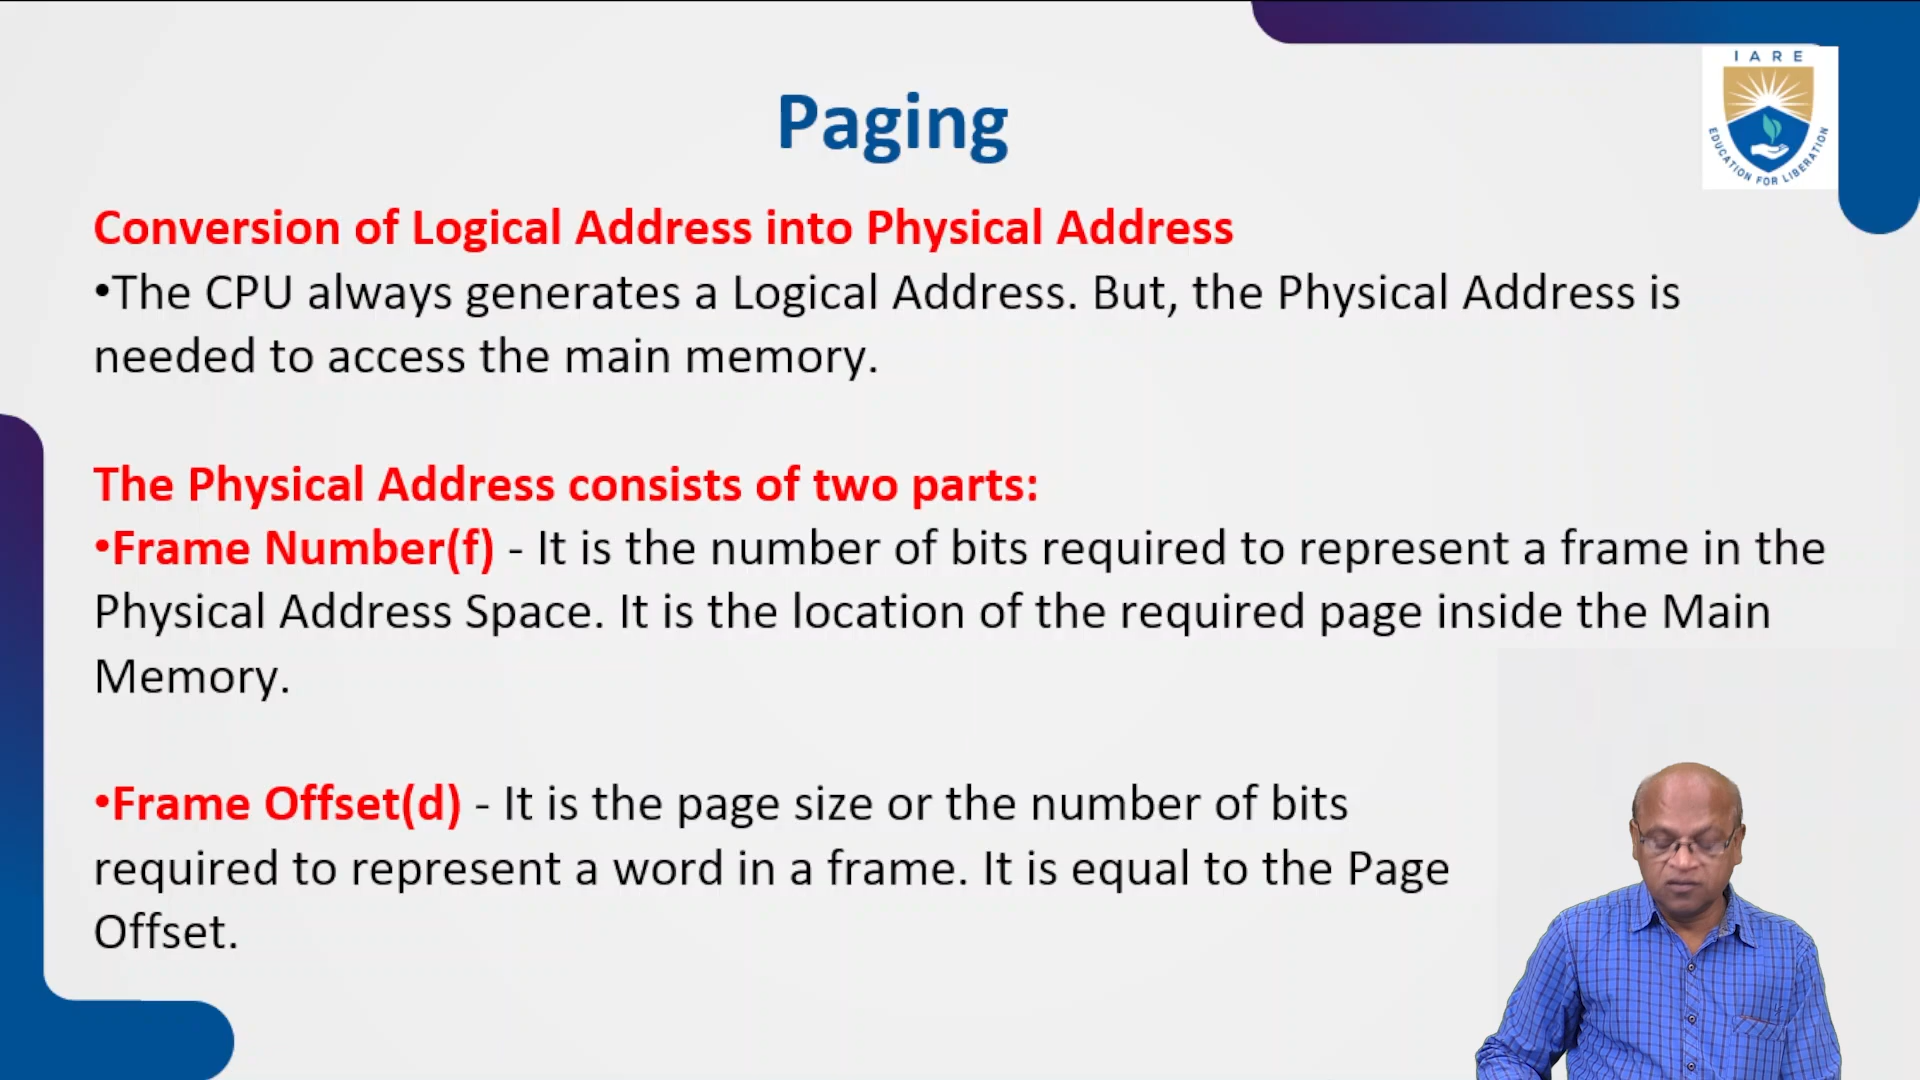 IARE
EDUCATION FOR LIBERATION
Paging
Conversion of Logical Address into Physical Address
•The CPU always generates a Logical Address. But, the Physical Address is
needed to access the main memory.
The Physical Address consists of two parts:
•Frame Number(f) - It is the number of bits required to represent a frame in the
Physical Address Space. It is the location of the required page inside the Main
Memory.
•Frame Offset(d) - It is the page size or the number of bits
required to represent a word in a frame. It is equal to the Page
Offset.